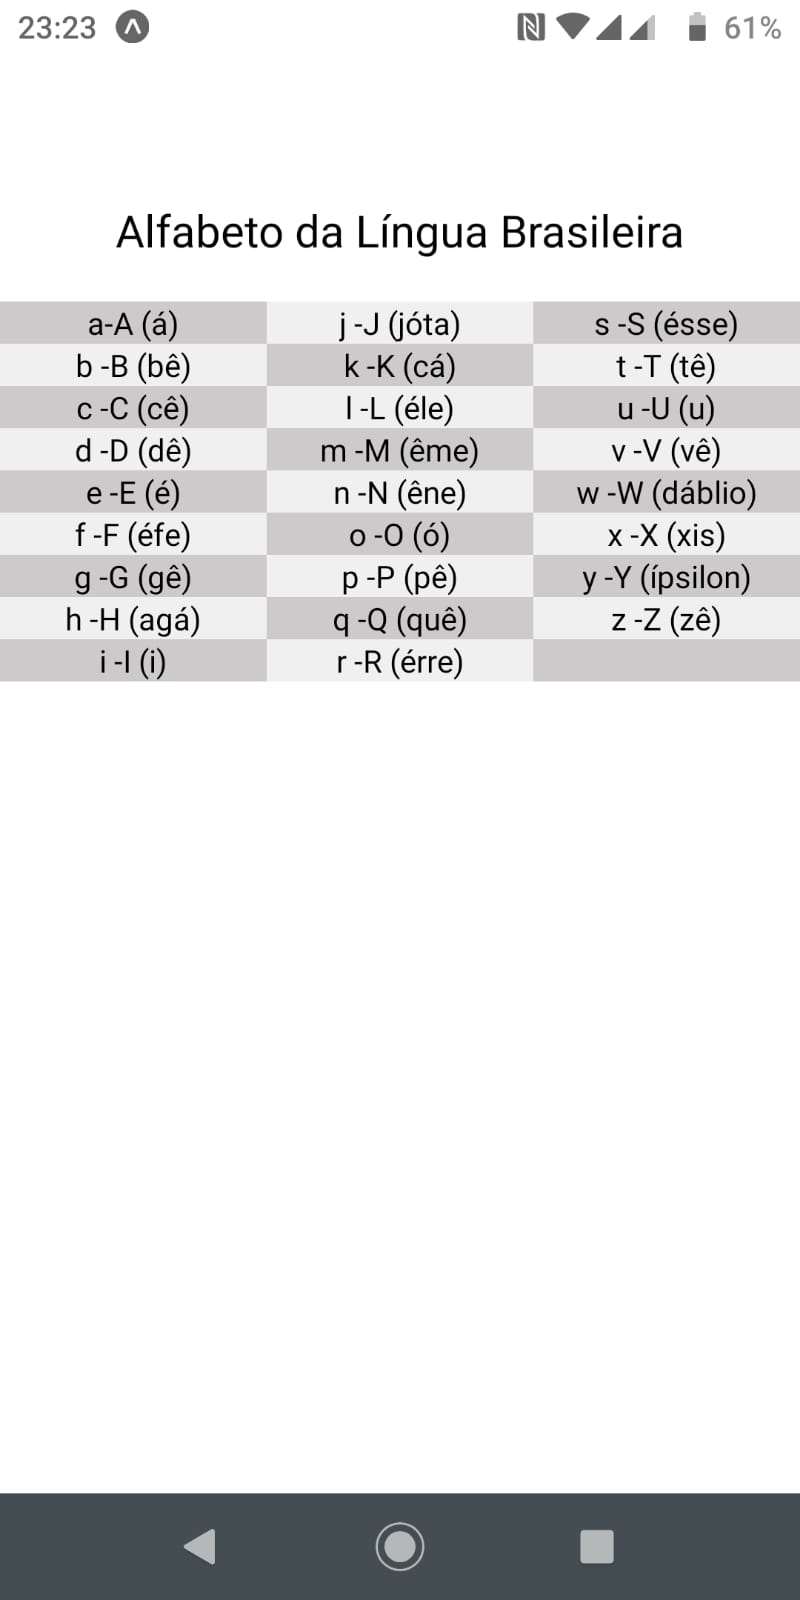 23:23 61%
Alfabeto da Língua Brasileira
a-A (á) j -J (jóta) s -S (ésse)
b -B (bê) k -K (cá) t -T (tê)
c -C (cê) l -L (éle) u -U (u)
d -D (dê) m -M (ême) v -V (vê)
e -E (é) n -N (êne) w -W (dáblio)
f -F (éfe) o -O (ó) x -X (xis)
g -G (gê) p -P (pê) y -Y (ípsilon)
h -H (agá) q -Q (quê) z -Z (zê)
i -I (i) r -R (érre)